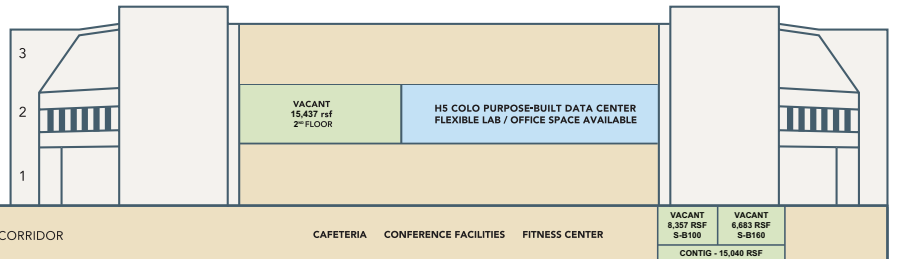 3
2
1
VACANT
15,437 rsf
2ND FLOOR
H5 COLO PURPOSE-BUILT DATA CENTER
FLEXIBLE LAB / OFFICE SPACE AVAILABLE
CORRIDOR
CAFETERIA CONFERENCE FACILITIES FITNESS CENTER
VACANT
8,357 RSF
S-B100
VACANT
6,683 RSF
S-B160
CONTIG - 15,040 RSF